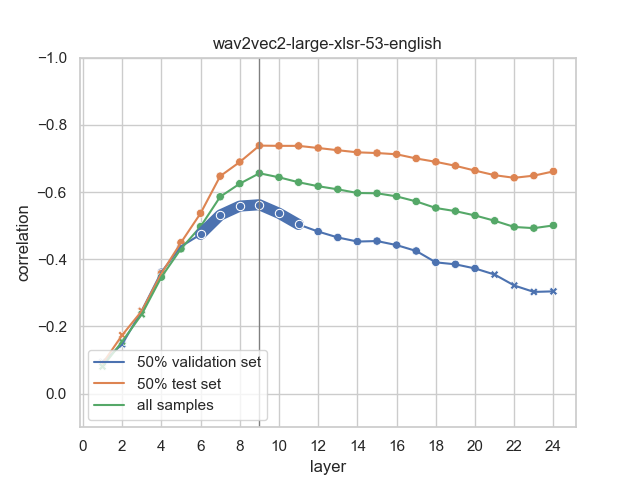 wav2vec2-large-xlsr-53-english
−1.0
−0.8
−0.6
−0.4
−0.2
0.0
correlation
50% validation set
50% test set
all samples
0 2 4 6 8 10 12 14 16 18 20 22 24
layer